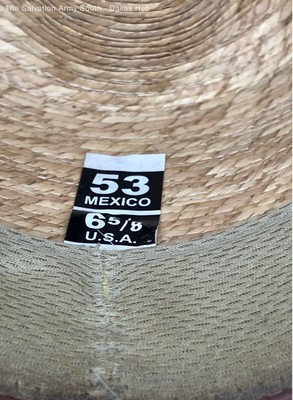 The Salvation Army South - Dallas Hub
53
MEXICO
6 5/8
U.S.A.